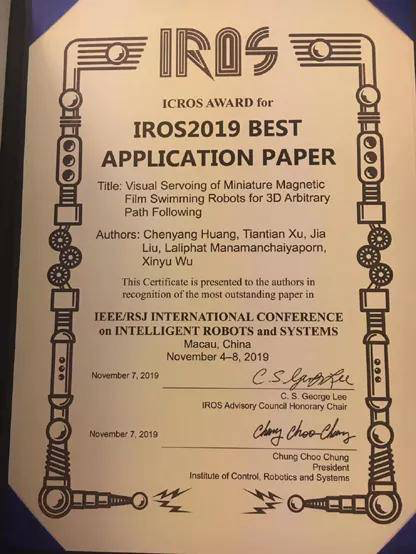 IROS
ICROS AWARD for
IROS2019 BEST
APPLICATION PAPER
Title: Visual Servoing of Miniature Magnetic
Film Swimming Robots for 3D Arbitrary
Path Following
Authors: Chenyang Huang, Tiantian Xu, Jia
Liu, Laliphat Manamanchaiyaporn,
Xinyu Wu
This Certificate is presented to the authors in
recognition of the most outstanding paper in
IEEE/RSJ INTERNATIONAL CONFERENCE
on INTELLIGENT ROBOTS and SYSTEMS
Macau, China
November 4–8, 2019
November 7, 2019
C. S. George Lee
C. S. George Lee
IROS Advisory Council Honorary Chair
November 7, 2019
Chung Choo Chung
Chung Choo Chung
President
Institute of Control, Robotics and Systems